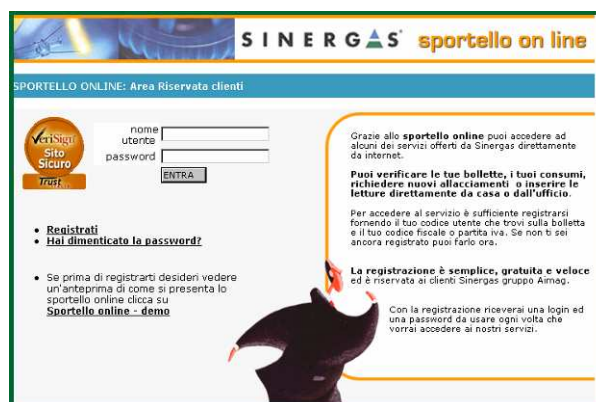 SINERGAS sportello on line
SPORTELLO ONLINE: Area Riservata clienti
VeriSign
Sito
Sicuro
Trust
nome
utente
password
ENTRA
Registrati
Hai dimenticato la password?
Se prima di registrarti desideri vedere
un'anteprima di come si presenta lo
sportello online clicca su
Sportello online - demo
Grazie allo sportello online puoi accedere ad
alcuni dei servizi offerti da Sinergas direttamente
da internet.
Puoi verificare le tue bollette, i tuoi consumi,
richiedere nuovi allacciamenti o inserire le
letture direttamente da casa o dall'ufficio.
Per accedere al servizio è sufficiente registrarsi
fornendo il tuo codice utente che trovi sulla bolletta
e il tuo codice fiscale o partita iva. Se non ti sei
ancora registrato puoi farlo ora.
La registrazione è semplice, gratuita e veloce
ed è riservata ai clienti Sinergas gruppo Aimag.
Con la registrazione riceverai una login ed
una password da usare ogni volta che
vorrai accedere ai nostri servizi.